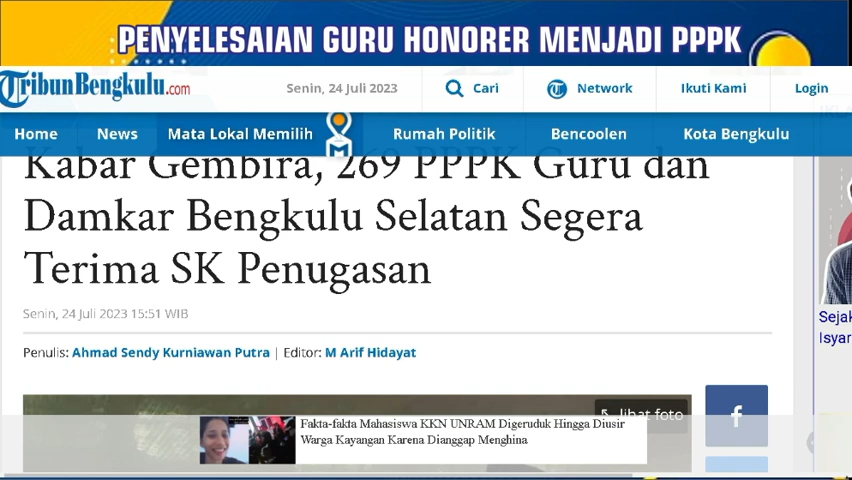 PENYELESAIAN GURU HONORER MENJADI PPPK
TribunBengkulu.com
Senin, 24 Juli 2023
Cari
Network
Ikuti Kami
Login
Home
News
Mata Lokal Memilih
Rumah Politik
Bencoolen
Kota Bengkulu
Kabar Gembira, 269 PPPK Guru dan
Damkar Bengkulu Selatan Segera
Terima SK Penugasan
Senin, 24 Juli 2023 15:51 WIB
Penulis: Ahmad Sendy Kurniawan Putra | Editor: M Arif Hidayat
lihat foto
f
Fakta-fakta Mahasiswa KKN UNRAM Digeruduk Hingga Diusir
Warga Kayangan Karena Dianggap Menghina
Sejak
Isyar